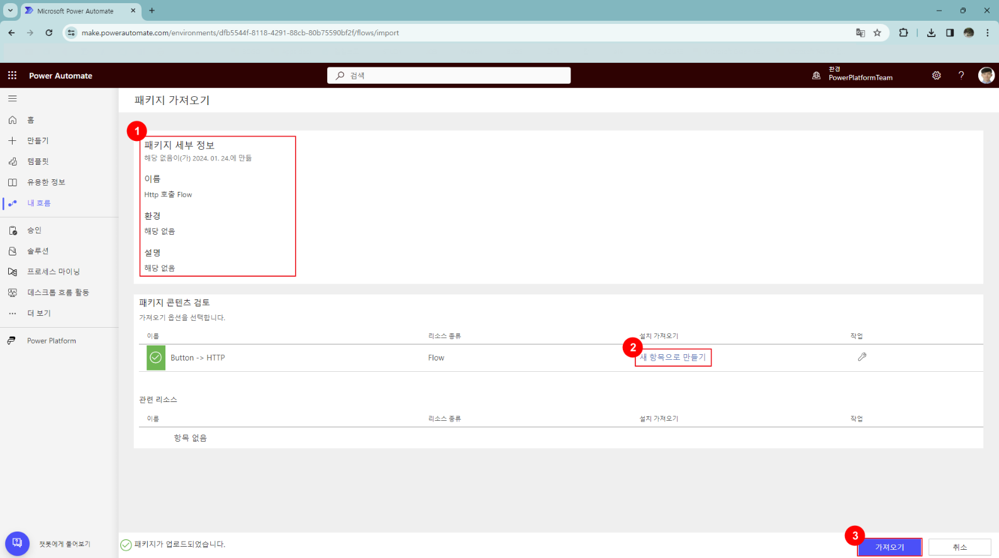 Microsoft Power Automate
make.powerautomate.com/environments/dfb5544f-8118-4291-88cb-80b75590bf2f/flows/import
Power Automate
검색
환경
PowerPlatformTeam
패키지 가져오기
홈
만들기
템플릿
유용한 정보
내 흐름
승인
솔루션
프로세스 마이닝
데스크톱 흐름 활동
더 보기
Power Platform
챗봇에게 물어보기
1
패키지 세부 정보
해당 없음이(가) 2024. 01. 24.에 만듦
이름
Http 호출 Flow
환경
해당 없음
설명
해당 없음
패키지 콘텐츠 검토
가져오기 옵션을 선택합니다.
이름 리소스 종류 설치 가져오기 작업
2
Button -> HTTP Flow 새 항목으로 만들기
관련 리소스
이름 리소스 종류 설치 가져오기 작업
항목 없음
패키지가 업로드되었습니다.
3
가져오기 취소